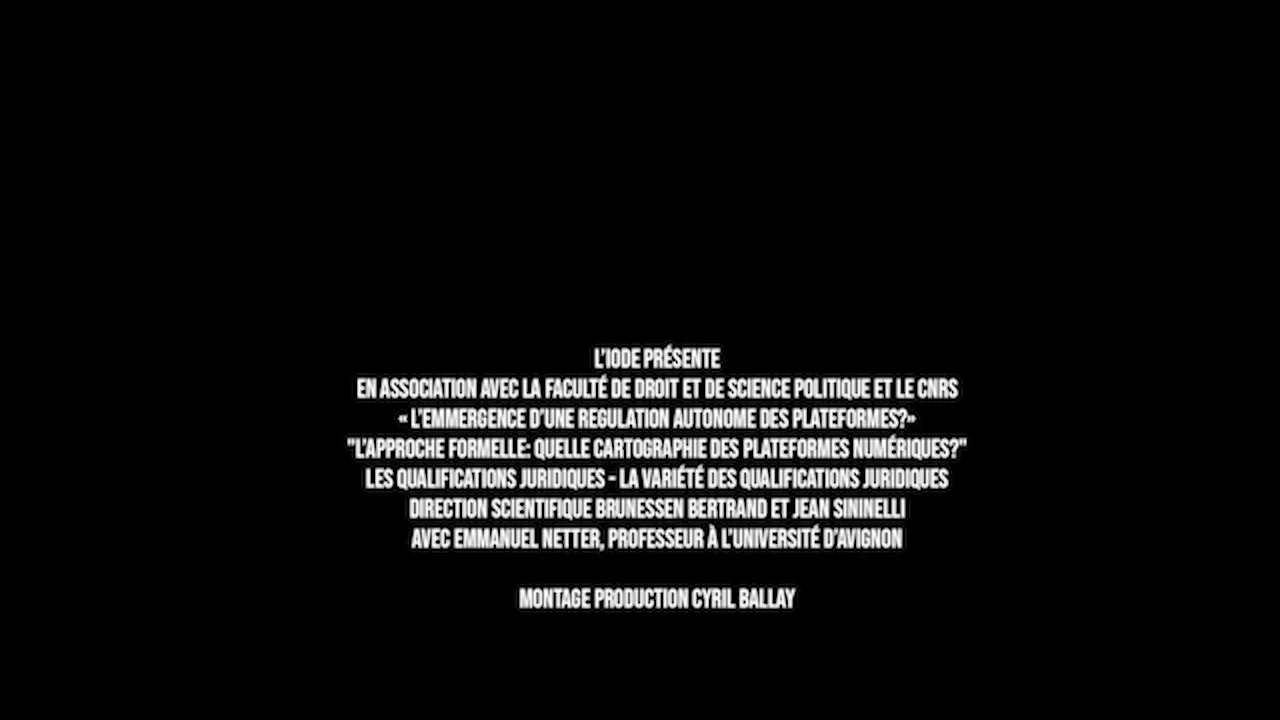 L'IODE PRÉSENTE
EN ASSOCIATION AVEC LA FACULTÉ DE DROIT ET DE SCIENCE POLITIQUE ET LE CNRS
« L'EMMERGENCE D'UNE REGULATION AUTONOME DES PLATEFORMES?»
"L'APPROCHE FORMELLE: QUELLE CARTOGRAPHIE DES PLATEFORMES NUMÉRIQUES?"
LES QUALIFICATIONS JURIDIQUES - LA VARIÉTÉ DES QUALIFICATIONS JURIDIQUES
DIRECTION SCIENTIFIQUE BRUNESSEN BERTRAND ET JEAN SININELLI
AVEC EMMANUEL NETTER, PROFESSEUR À L'UNIVERSITÉ D'AVIGNON
MONTAGE PRODUCTION CYRIL BALLAY